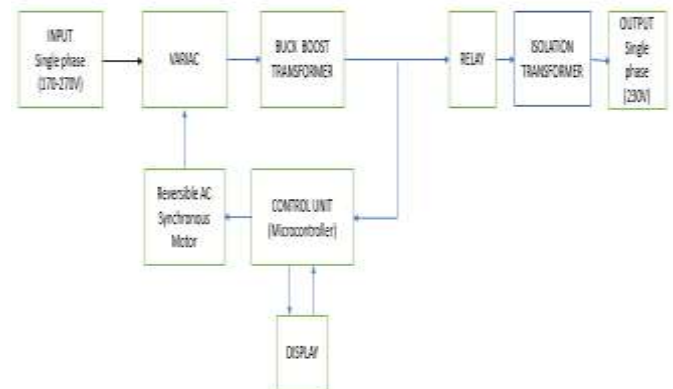 INPUT
Single phase
(170-270V)
VARIAC
BUCK BOOST
TRANSFORMER
RELAY
ISOLATION
TRANSFORMER
OUTPUT
Single
phase
(230V)
Reversible AC
Synchronous
Motor
CONTROL UNIT
(Microcontroller)
DISPLAY